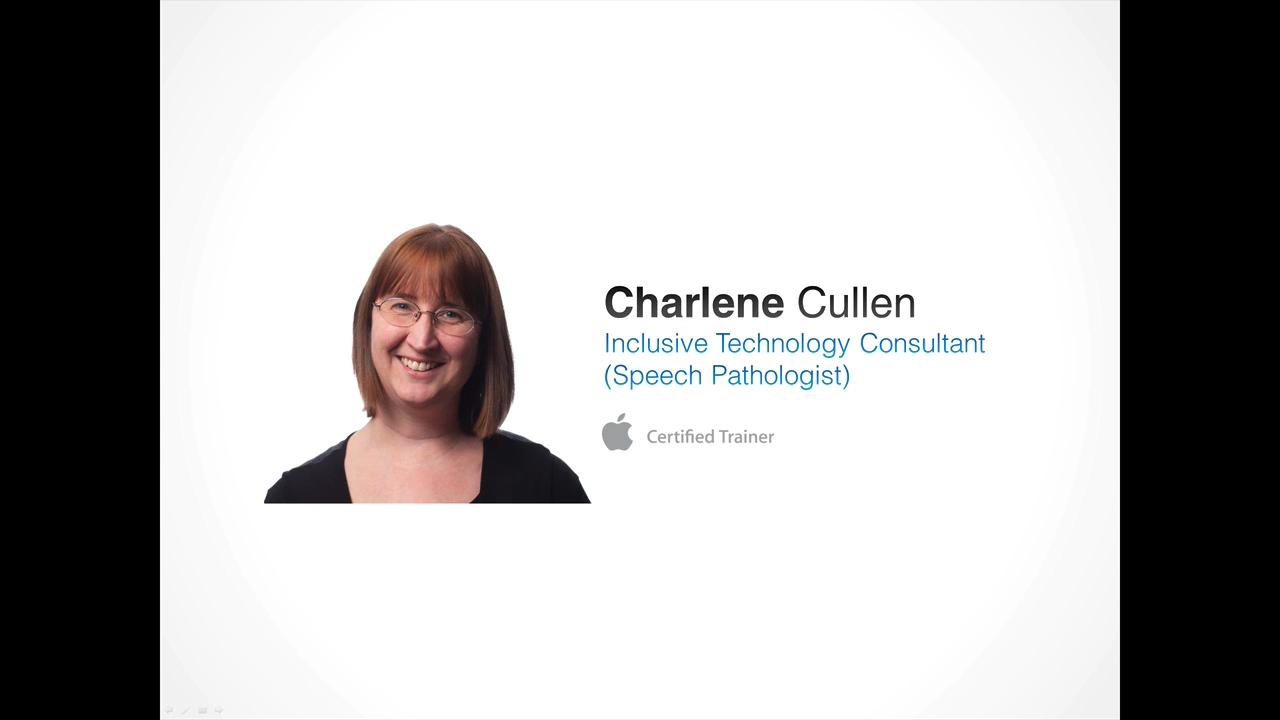 Charlene Cullen
Inclusive Technology Consultant
(Speech Pathologist)
Certified Trainer